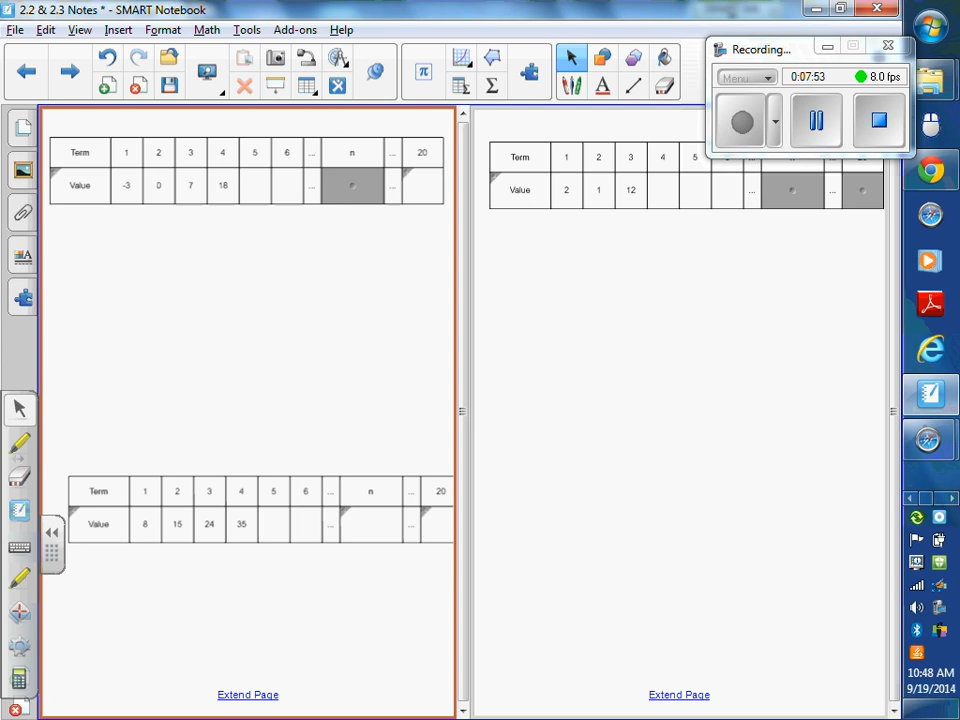 2.2 & 2.3 Notes * - SMART Notebook
File Edit View Insert Format Math Tools Add-ons Help
Recording...
Menu 0:07:53 8.0 fps
Term 1 2 3 4 5 6 ... n ... 20
Value -3 0 7 18 ... ...
Term 1 2 3 4 5
Value 2 1 12 ... ...
Term 1 2 3 4 5 6 ... n ... 20
Value 8 15 24 35 ... ...
Extend Page
Extend Page
10:48 AM
9/19/2014